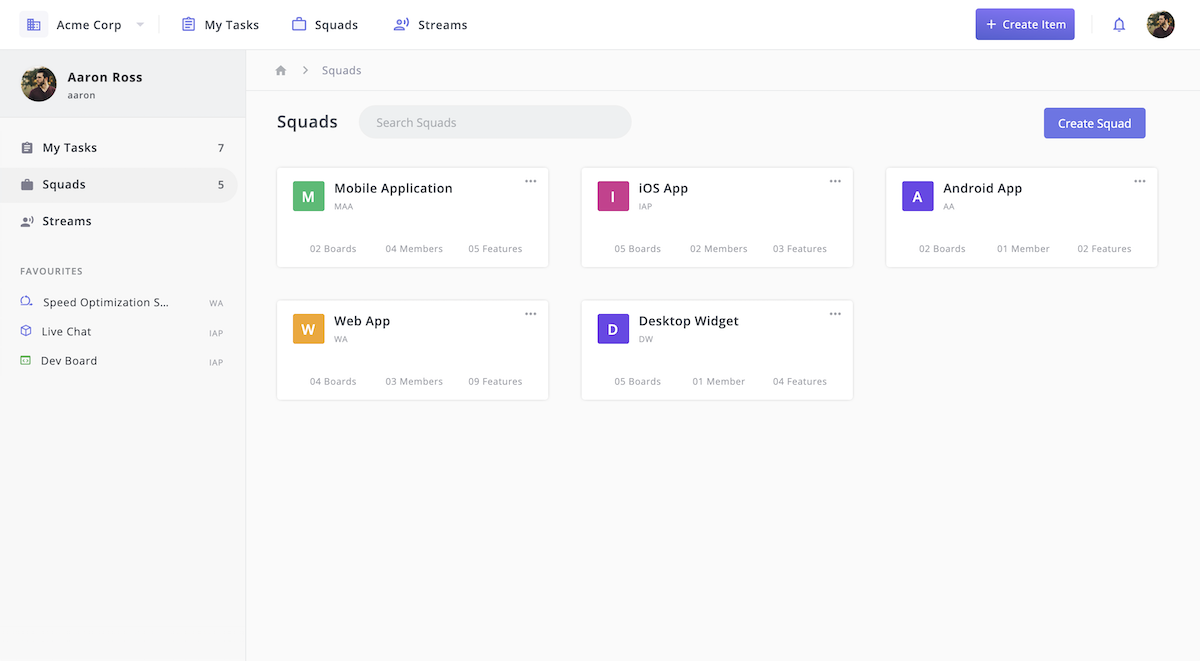 Acme Corp
My Tasks
Squads
Streams
+ Create Item
Aaron Ross
aaron
My Tasks 7
Squads 5
Streams
FAVOURITES
Speed Optimization S... WA
Live Chat IAP
Dev Board IAP
Squads
Squads
Search Squads
Create Squad
M
Mobile Application
MAA
02 Boards 04 Members 05 Features
I
iOS App
IAP
05 Boards 02 Members 03 Features
A
Android App
AA
02 Boards 01 Member 02 Features
W
Web App
WA
04 Boards 03 Members 09 Features
D
Desktop Widget
DW
05 Boards 01 Member 04 Features